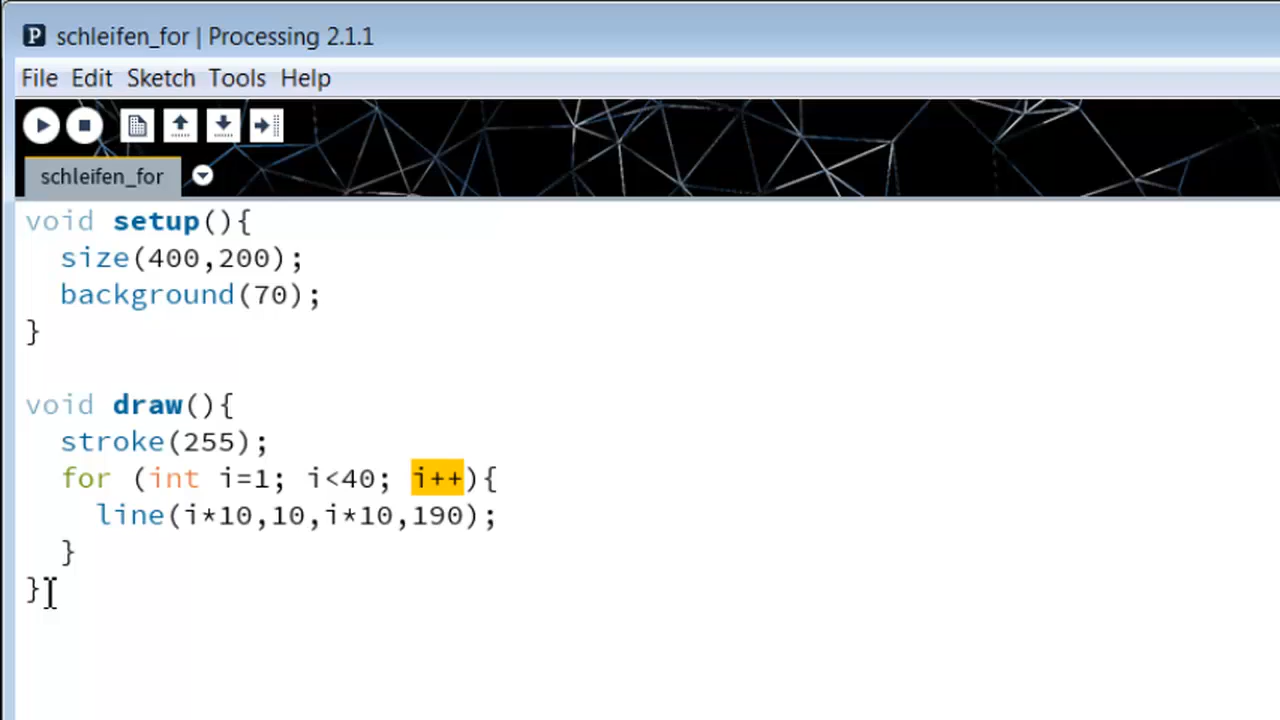 P schleifen_for | Processing 2.1.1
File Edit Sketch Tools Help
schleifen_for
void setup(){
  size(400,200);
  background(70);
}
void draw(){
  stroke(255);
  for (int i=1; i<40; i++){
    line(i*10,10,i*10,190);
  }
}